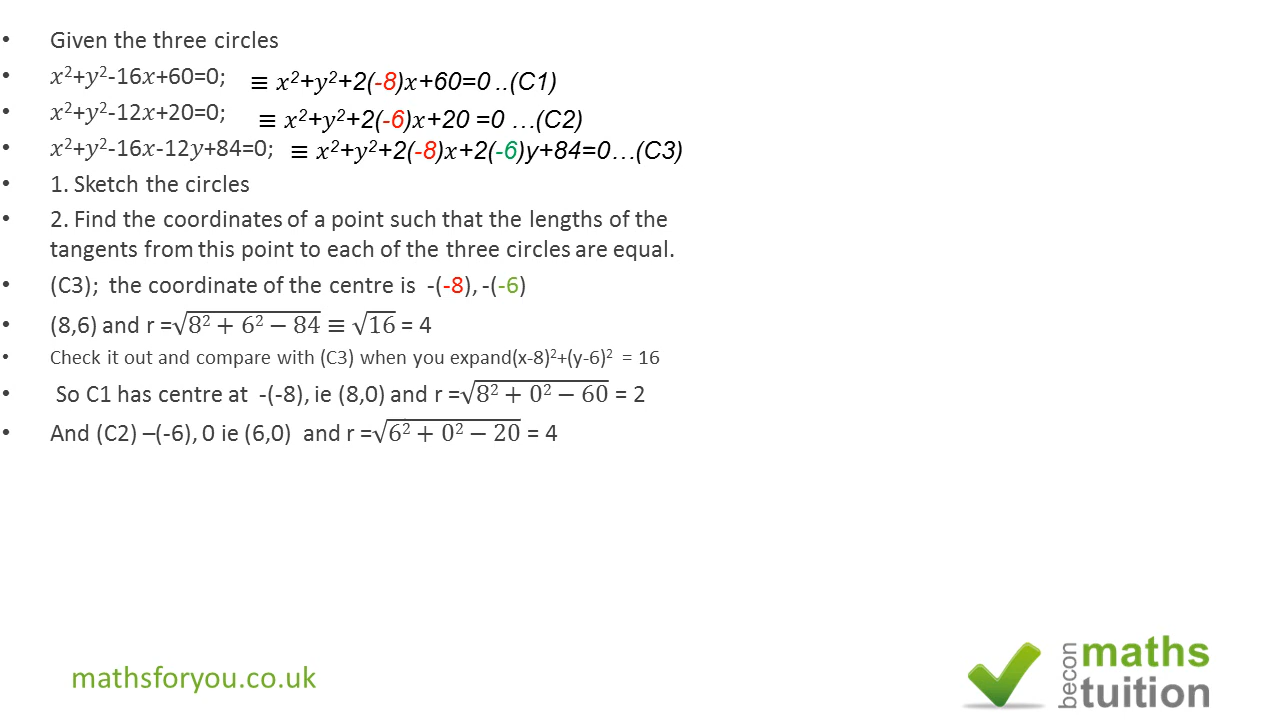 • Given the three circles
• 𝑥²+𝑦²-16𝑥+60=0; ≡ 𝑥²+𝑦²+2(-8)𝑥+60=0 ..(C1)
• 𝑥²+𝑦²-12𝑥+20=0; ≡ 𝑥²+𝑦²+2(-6)𝑥+20 =0 …(C2)
• 𝑥²+𝑦²-16𝑥-12𝑦+84=0; ≡ 𝑥²+𝑦²+2(-8)𝑥+2(-6)y+84=0…(C3)
• 1. Sketch the circles
• 2. Find the coordinates of a point such that the lengths of the
tangents from this point to each of the three circles are equal.
• (C3); the coordinate of the centre is -(-8), -(-6)
• (8,6) and r =√(8² + 6² − 84) ≡ √16 = 4
• Check it out and compare with (C3) when you expand(x-8)²+(y-6)² = 16
• So C1 has centre at -(-8), ie (8,0) and r =√(8² + 0² − 60) = 2
• And (C2) –(-6), 0 ie (6,0) and r =√(6² + 0² − 20) = 4
mathsforyou.co.uk
becon
maths
tuition